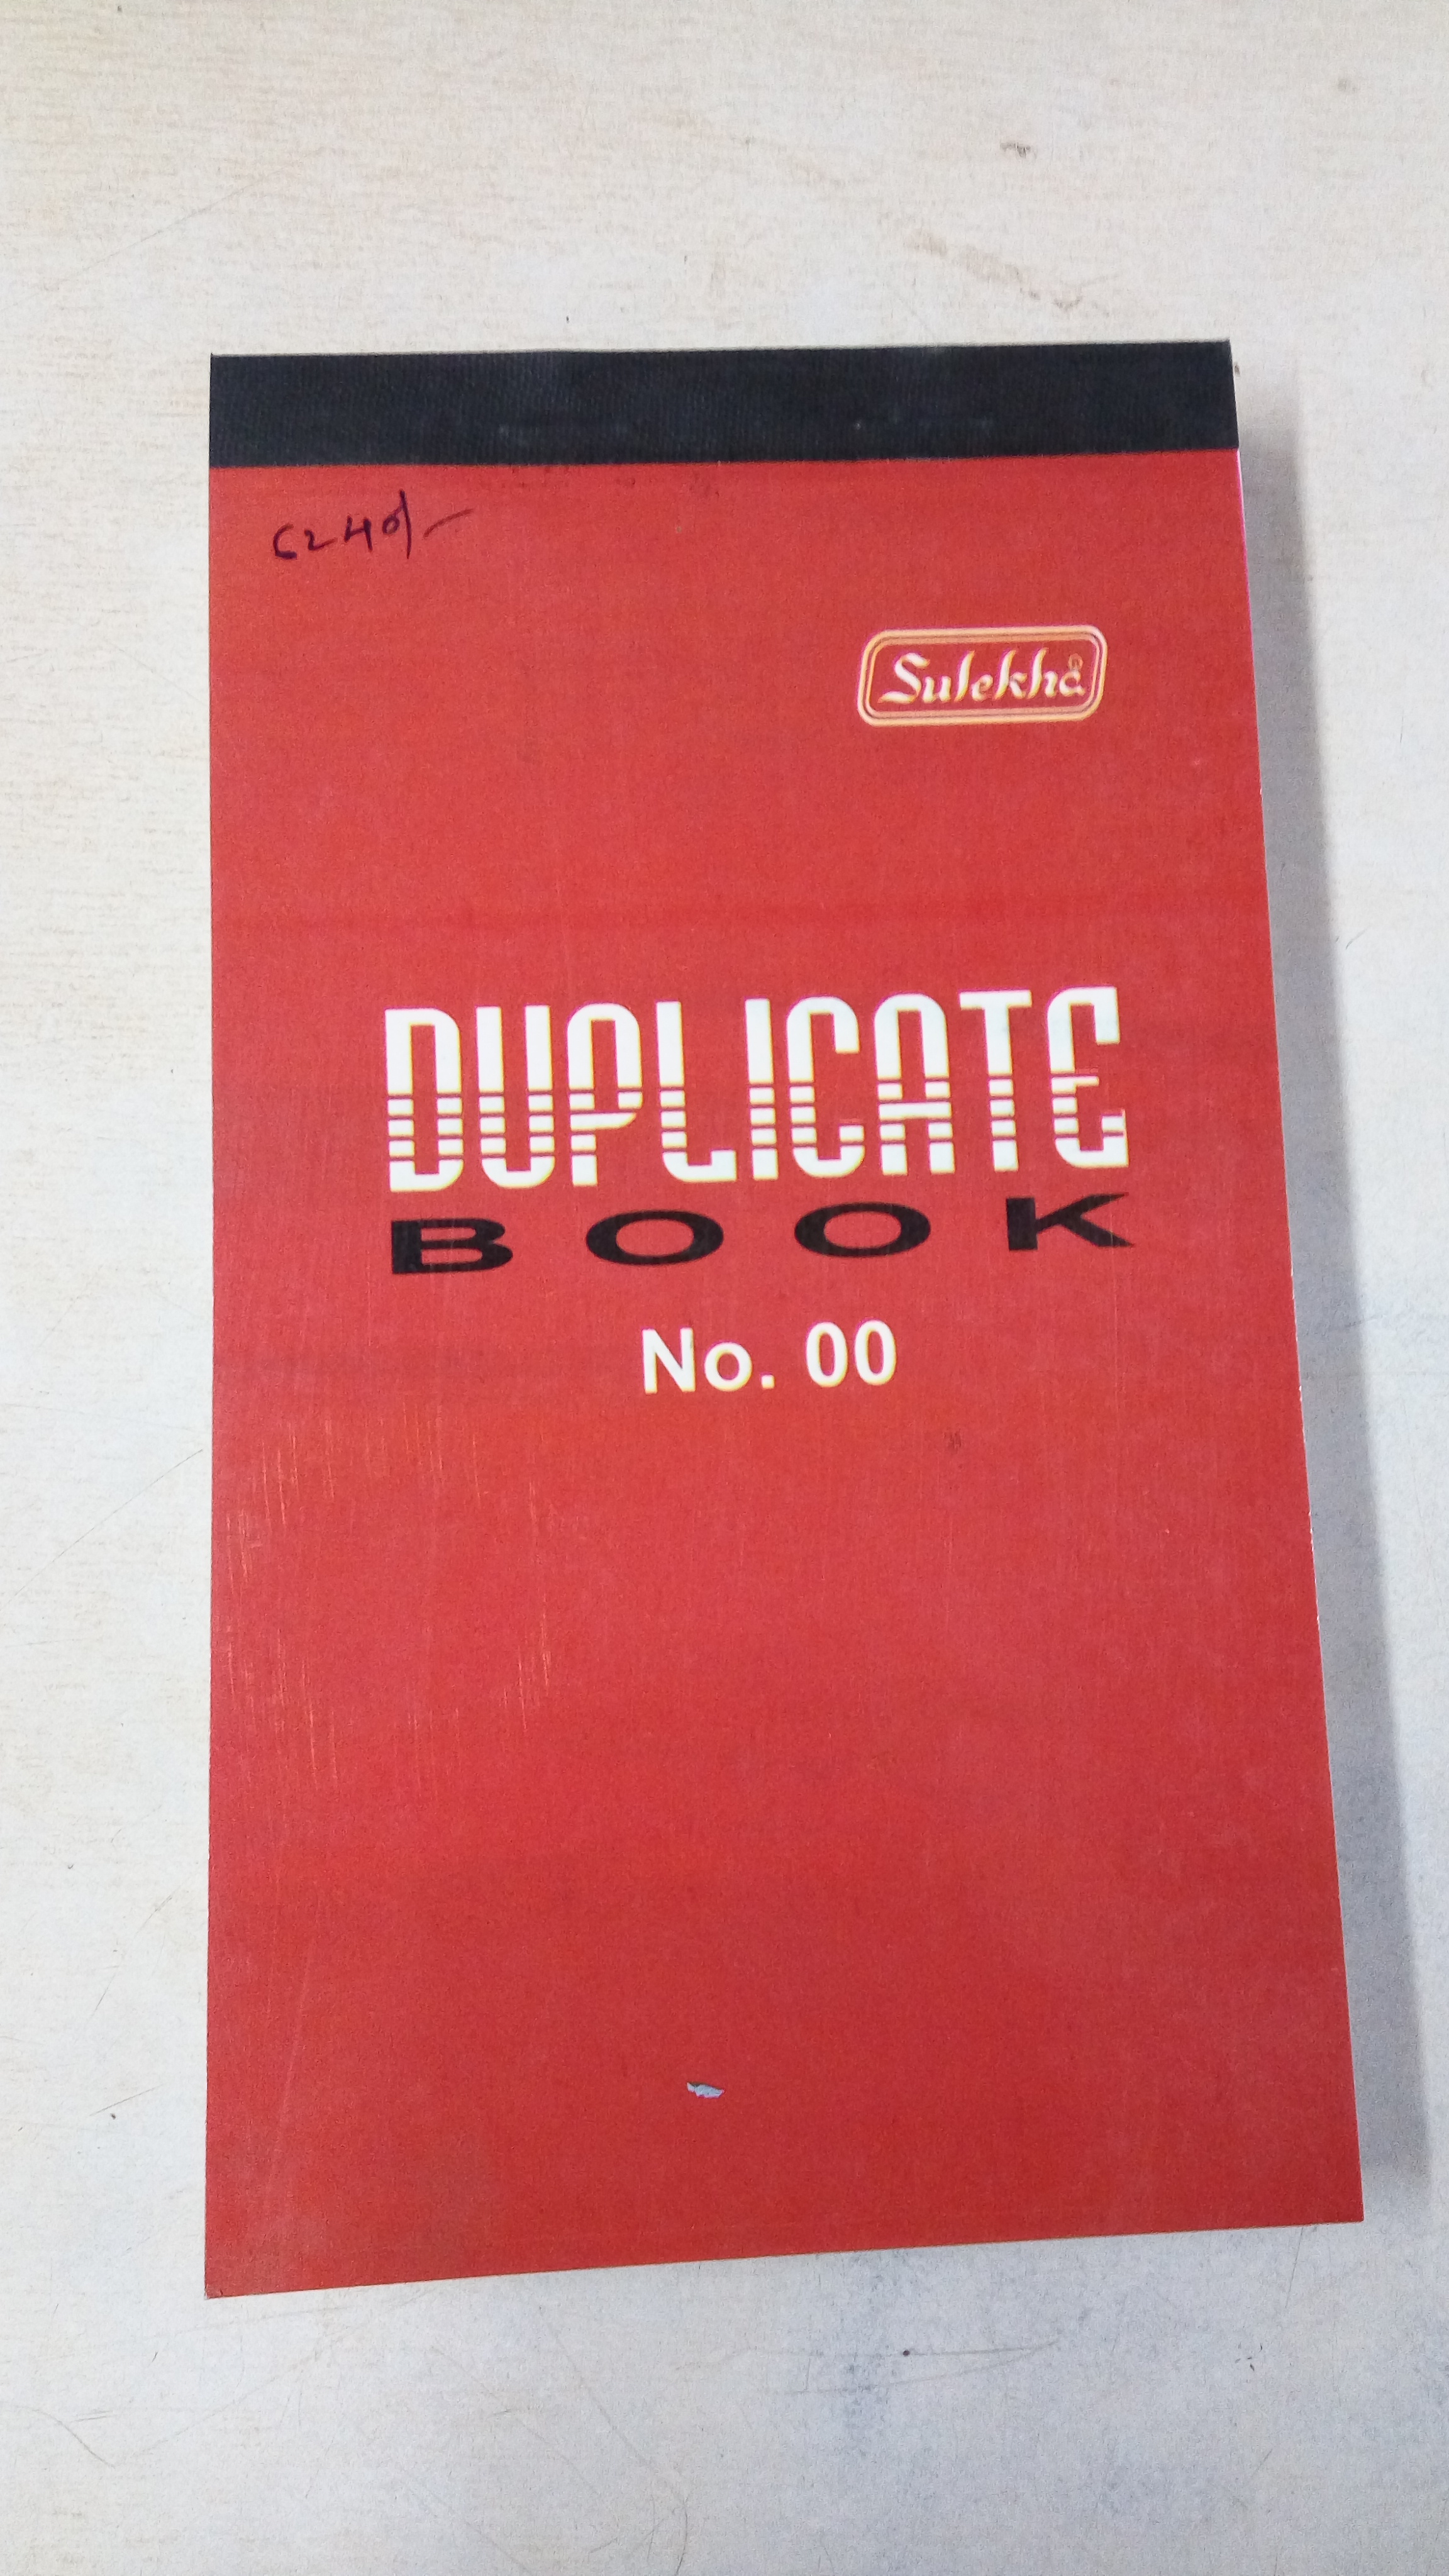 Sulekha
DUPLICATE
BOOK
No. 00